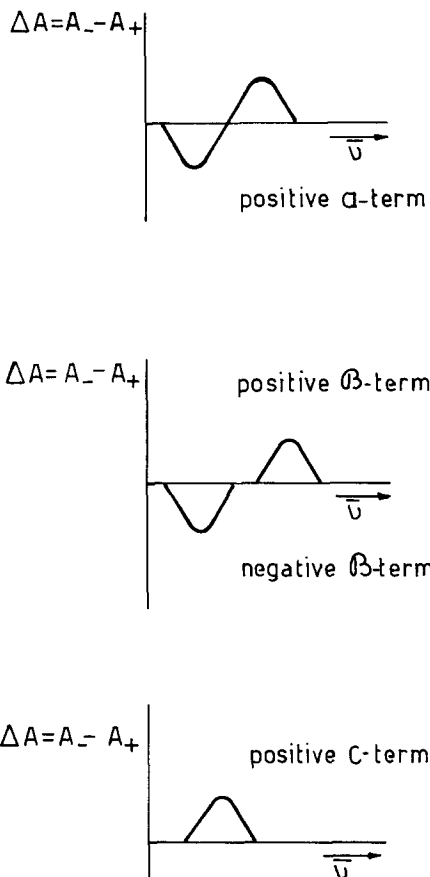 ΔA=A₋-A₊
ῡ
positive a-term
ΔA=A₋-A₊
positive B-term
ῡ
negative B-term
ΔA=A₋-A₊
positive C-term
ῡ